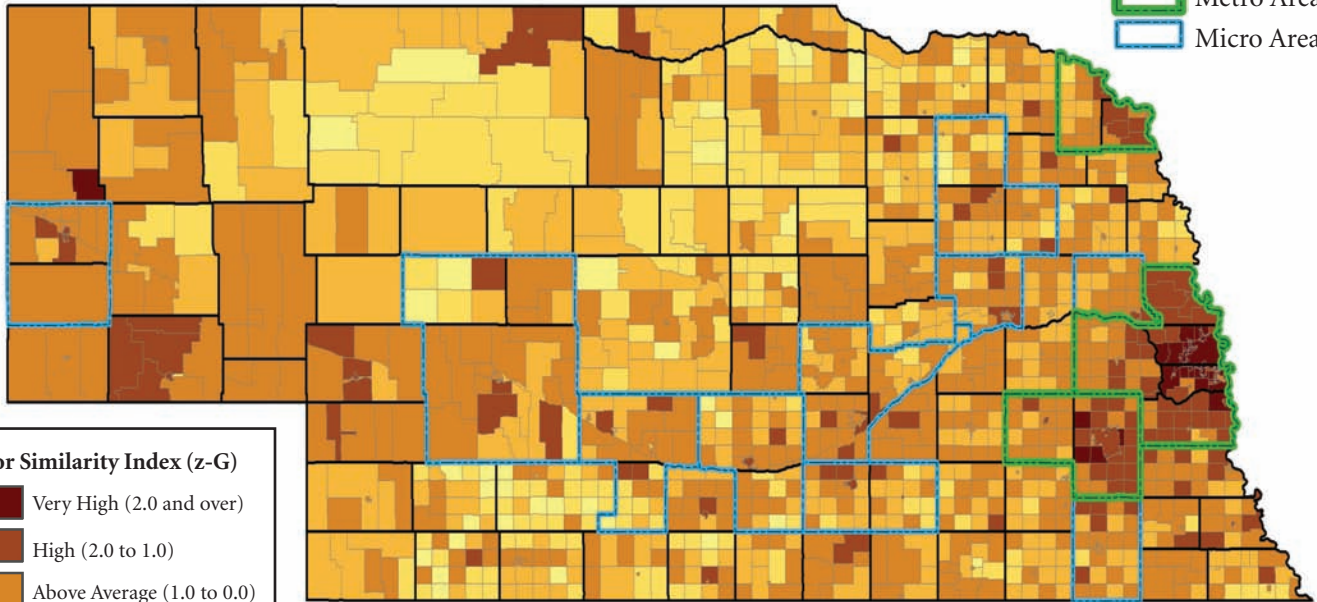 Metro Area
Micro Area
or Similarity Index (z-G)
Very High (2.0 and over)
High (2.0 to 1.0)
Above Average (1.0 to 0.0)